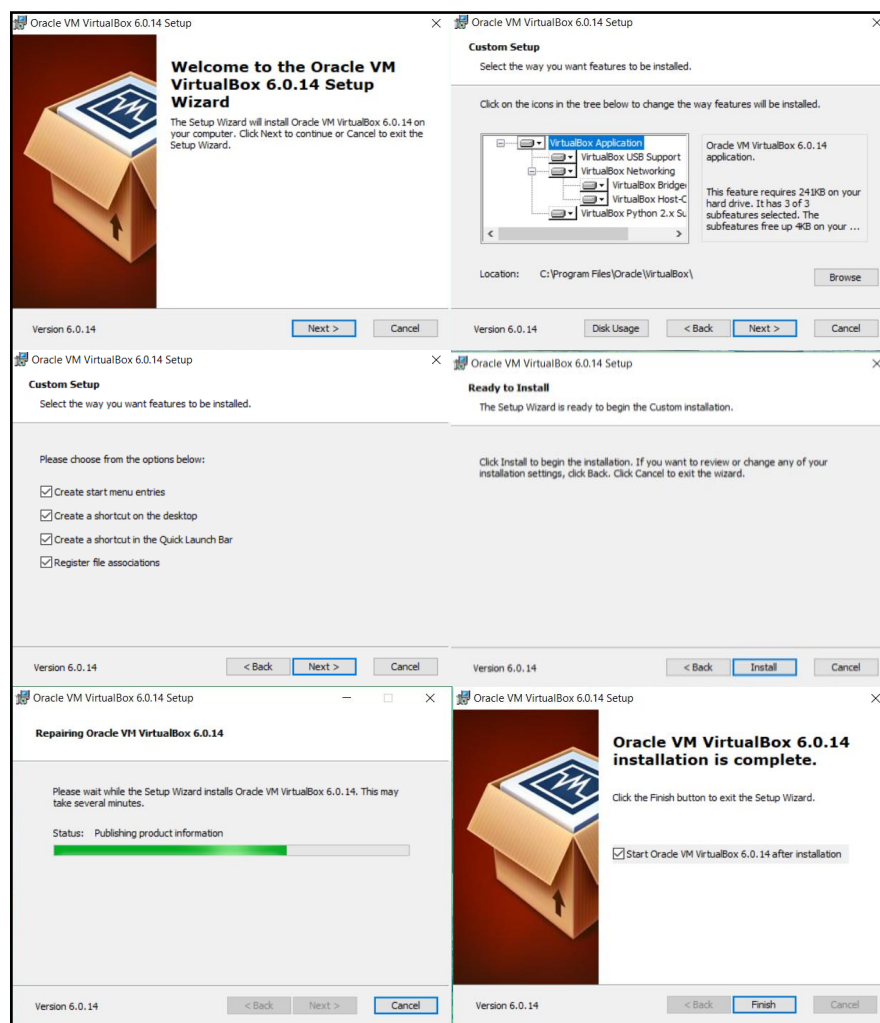 Oracle VM VirtualBox 6.0.14 Setup
Welcome to the Oracle VM
VirtualBox 6.0.14 Setup
Wizard
The Setup Wizard will install Oracle VM VirtualBox 6.0.14 on
your computer. Click Next to continue or Cancel to exit the
Setup Wizard.
Version 6.0.14
Next >
Cancel
Oracle VM VirtualBox 6.0.14 Setup
Custom Setup
Select the way you want features to be installed.
Click on the icons in the tree below to change the way features will be installed.
VirtualBox Application
VirtualBox USB Support
VirtualBox Networking
VirtualBox Bridge
VirtualBox Host-C
VirtualBox Python 2.x Su
Oracle VM VirtualBox 6.0.14
application.
This feature requires 241KB on your
hard drive. It has 3 of 3
subfeatures selected. The
subfeatures free up 4KB on your ...
Location: C:\Program Files\Oracle\VirtualBox\
Browse
Version 6.0.14
Disk Usage
< Back
Next >
Cancel
Oracle VM VirtualBox 6.0.14 Setup
Custom Setup
Select the way you want features to be installed.
Please choose from the options below:
Create start menu entries
Create a shortcut on the desktop
Create a shortcut in the Quick Launch Bar
Register file associations
Version 6.0.14
< Back
Next >
Cancel
Oracle VM VirtualBox 6.0.14 Setup
Ready to Install
The Setup Wizard is ready to begin the Custom installation.
Click Install to begin the installation. If you want to review or change any of your
installation settings, click Back. Click Cancel to exit the wizard.
Version 6.0.14
< Back
Install
Cancel
Oracle VM VirtualBox 6.0.14 Setup
Repairing Oracle VM VirtualBox 6.0.14
Please wait while the Setup Wizard installs Oracle VM VirtualBox 6.0.14. This may
take several minutes.
Status: Publishing product information
Version 6.0.14
< Back
Next >
Cancel
Oracle VM VirtualBox 6.0.14 Setup
Oracle VM VirtualBox 6.0.14
installation is complete.
Click the Finish button to exit the Setup Wizard.
Start Oracle VM VirtualBox 6.0.14 after installation
Version 6.0.14
< Back
Finish
Cancel